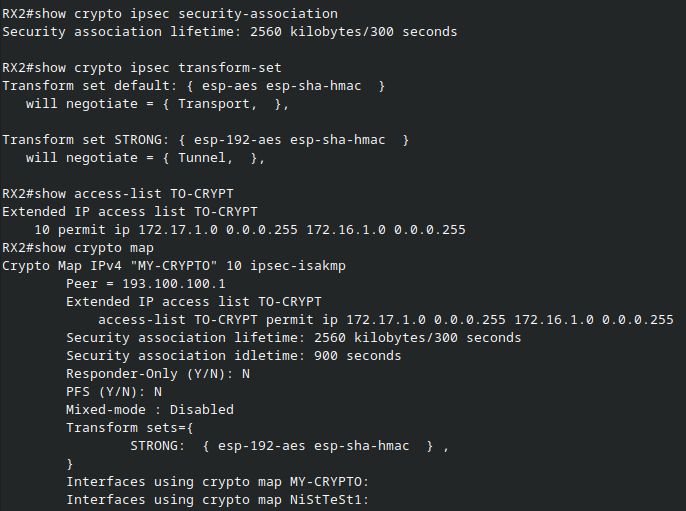 RX2#show crypto ipsec security-association
Security association lifetime: 2560 kilobytes/300 seconds
RX2#show crypto ipsec transform-set
Transform set default: { esp-aes esp-sha-hmac  }
   will negotiate = { Transport,  },
Transform set STRONG: { esp-192-aes esp-sha-hmac  }
   will negotiate = { Tunnel,  },
RX2#show access-list TO-CRYPT
Extended IP access list TO-CRYPT
    10 permit ip 172.17.1.0 0.0.0.255 172.16.1.0 0.0.0.255
RX2#show crypto map
Crypto Map IPv4 "MY-CRYPTO" 10 ipsec-isakmp
        Peer = 193.100.100.1
        Extended IP access list TO-CRYPT
            access-list TO-CRYPT permit ip 172.17.1.0 0.0.0.255 172.16.1.0 0.0.0.255
        Security association lifetime: 2560 kilobytes/300 seconds
        Security association idletime: 900 seconds
        Responder-Only (Y/N): N
        PFS (Y/N): N
        Mixed-mode : Disabled
        Transform sets={
                STRONG:  { esp-192-aes esp-sha-hmac  } ,
        }
        Interfaces using crypto map MY-CRYPTO:
        Interfaces using crypto map NiStTeSt1: